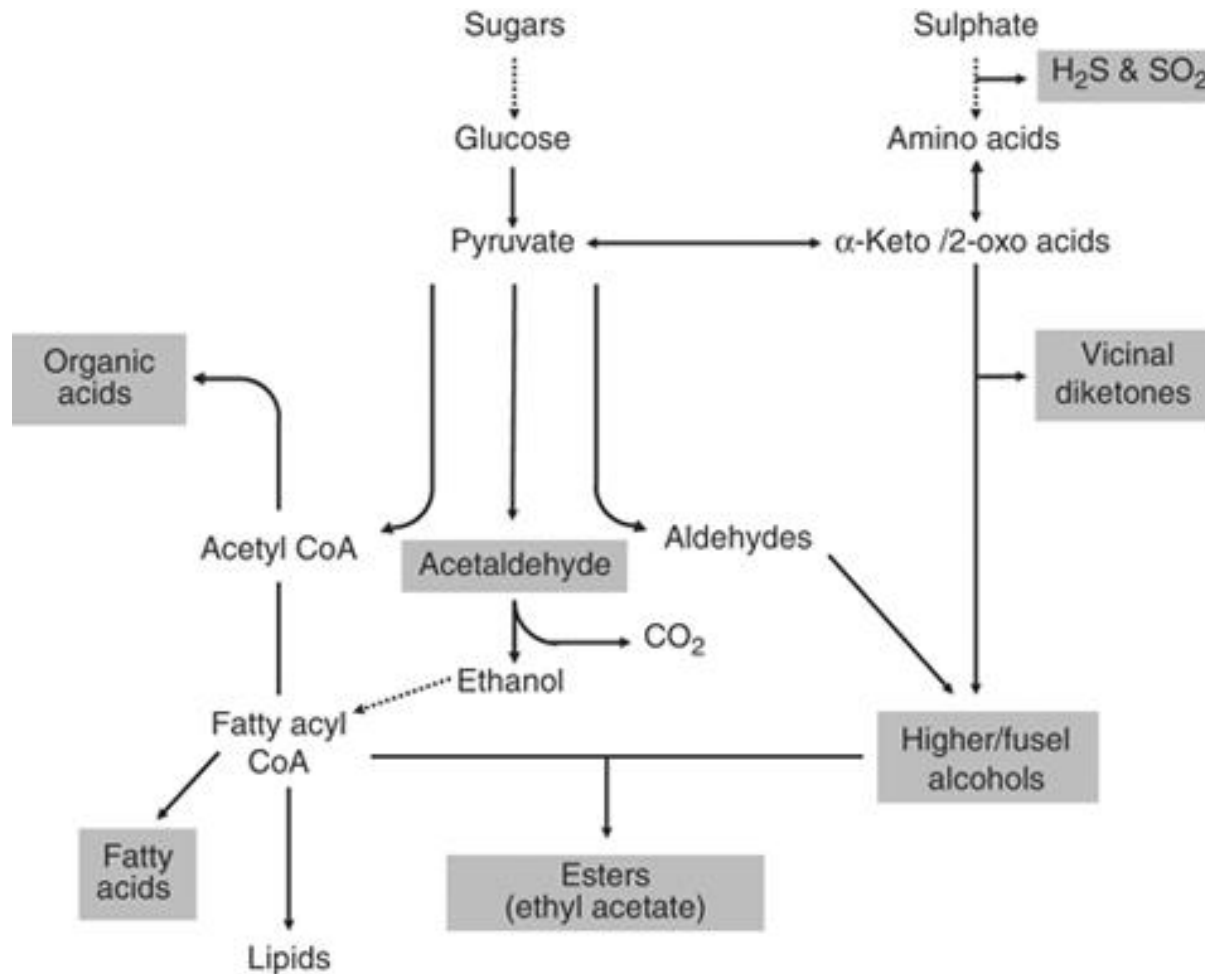 Sugars
Sulphate
H₂S & SO₂
Glucose
Amino acids
Pyruvate
α-Keto /2-oxo acids
Organic
acids
Vicinal
diketones
Acetyl CoA
Acetaldehyde
Aldehydes
CO₂
Ethanol
Fatty acyl
CoA
Higher/fusel
alcohols
Fatty
acids
Esters
(ethyl acetate)
Lipids